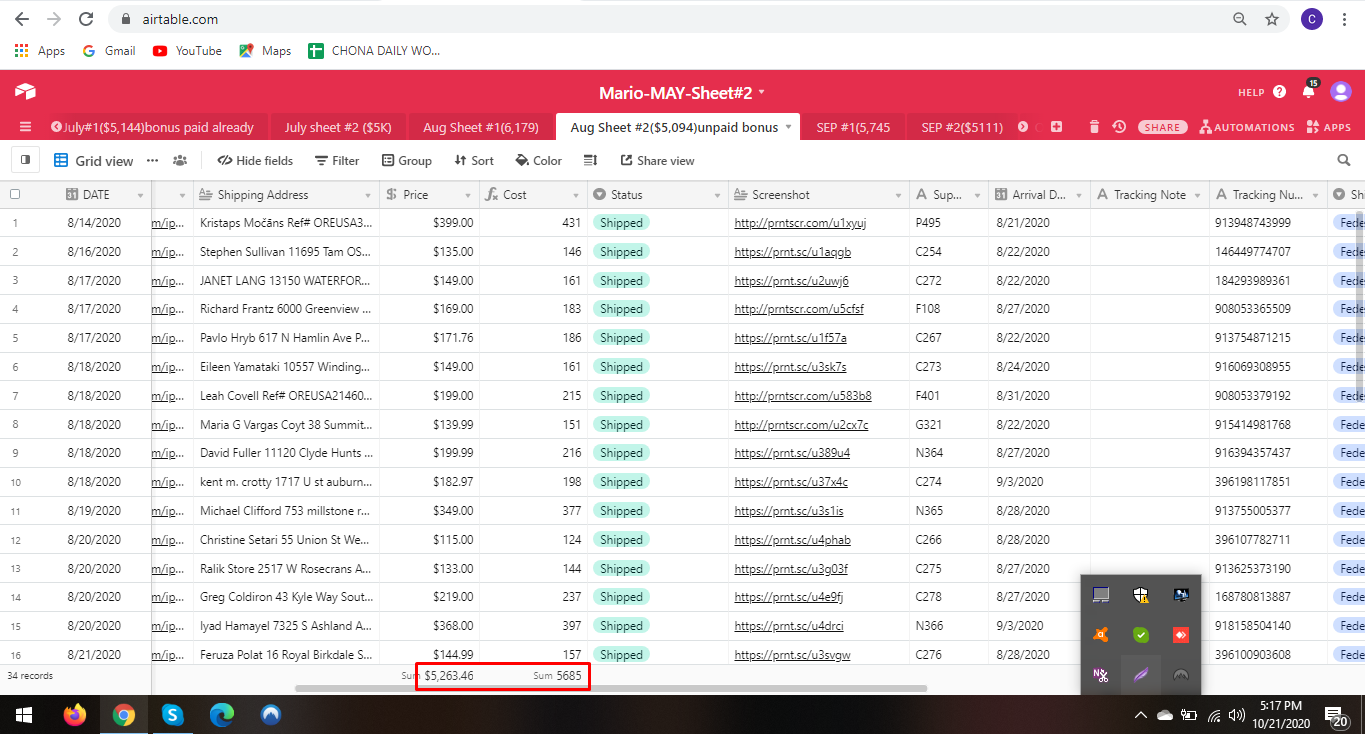 airtable.com
C
Apps Gmail YouTube Maps CHONA DAILY WO...
Mario-MAY-Sheet#2
HELP 15
July#1($5,144)bonus paid already July sheet #2 ($5K) Aug Sheet #1(6,179) Aug Sheet #2($5,094)unpaid bonus SEP #1(5,745 SEP #2($5111) SHARE AUTOMATIONS APPS
Grid view Hide fields Filter Group Sort Color Share view
DATE Shipping Address Price Cost Status Screenshot Sup... Arrival D... Tracking Note Tracking Nu... Shi
1 8/14/2020 m/ip... Kristaps Močāns Ref# OREUSA3... $399.00 431 Shipped http://prntscr.com/u1xyuj P495 8/21/2020 913948743999 Fede
2 8/16/2020 m/ip... Stephen Sullivan 11695 Tam OS... $135.00 146 Shipped https://prnt.sc/u1aqgb C254 8/22/2020 146449774707 Fede
3 8/17/2020 m/ip... JANET LANG 13150 WATERFOR... $149.00 161 Shipped https://prnt.sc/u2uwj6 C272 8/22/2020 184293989361 Fede
4 8/17/2020 m/ip... Richard Frantz 6000 Greenview ... $169.00 183 Shipped http://prntscr.com/u5cfsf F108 8/27/2020 908053365509 Fede
5 8/17/2020 m/ip... Pavlo Hryb 617 N Hamlin Ave P... $171.76 186 Shipped https://prnt.sc/u1f57a C267 8/22/2020 913754871215 Fede
6 8/18/2020 m/ip... Eileen Yamataki 10557 Winding... $149.00 161 Shipped https://prnt.sc/u3sk7s C273 8/24/2020 916069308955 Fede
7 8/18/2020 m/ip... Leah Covell Ref# OREUSA21460... $199.00 215 Shipped http://prntscr.com/u583b8 F401 8/31/2020 908053379192 Fede
8 8/18/2020 m/ip... Maria G Vargas Coyt 38 Summit... $139.99 151 Shipped http://prntscr.com/u2cx7c G321 8/22/2020 915414981768 Fede
9 8/18/2020 m/ip... David Fuller 11120 Clyde Hunts ... $199.99 216 Shipped https://prnt.sc/u389u4 N364 8/27/2020 916394357437 Fede
10 8/18/2020 m/ip... kent m. crotty 1717 U st auburn... $182.97 198 Shipped https://prnt.sc/u37x4c C274 9/3/2020 396198117851 Fede
11 8/19/2020 m/ip... Michael Clifford 753 millstone r... $349.00 377 Shipped https://prnt.sc/u3s1is N365 8/28/2020 913755005377 Fede
12 8/20/2020 m/ip... Christine Setari 55 Union St We... $115.00 124 Shipped https://prnt.sc/u4phab C266 8/28/2020 396107782711 Fede
13 8/20/2020 m/ip... Ralik Store 2517 W Rosecrans A... $133.00 144 Shipped https://prnt.sc/u3g03f C275 8/27/2020 913625373190 Fede
14 8/20/2020 m/ip... Greg Coldiron 43 Kyle Way Sout... $219.00 237 Shipped https://prnt.sc/u4e9fj C278 8/27/2020 168780813887 Fede
15 8/20/2020 m/ip... Iyad Hamayel 7325 S Ashland A... $368.00 397 Shipped https://prnt.sc/u4drci N366 9/3/2020 918158504140 Fede
16 8/21/2020 m/ip... Feruza Polat 16 Royal Birkdale S... $144.99 157 Shipped https://prnt.sc/u3svgw C276 8/28/2020 396100903608 Fede
34 records Sum $5,263.46 Sum 5685
5:17 PM
10/21/2020
20